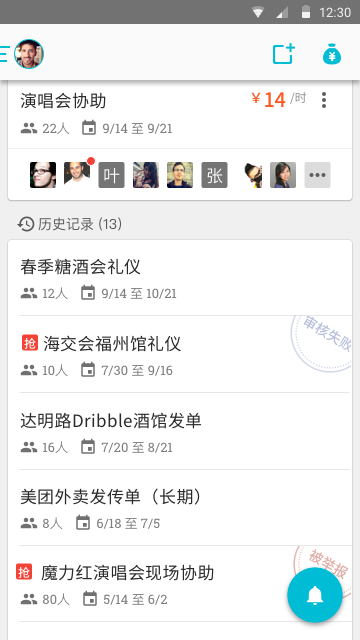 12:30
演唱会协助
¥14 /时
22人 9/14 至 9/21
叶 张
历史记录 (13)
春季糖酒会礼仪
12人 9/14 至 10/21
审核失败
抢 海交会福州馆礼仪
10人 7/30 至 9/16
达明路Dribble酒馆发单
16人 7/20 至 8/21
美团外卖发传单（长期）
8人 6/18 至 7/5
被举报
抢 魔力红演唱会现场协助
80人 5/14 至 6/2